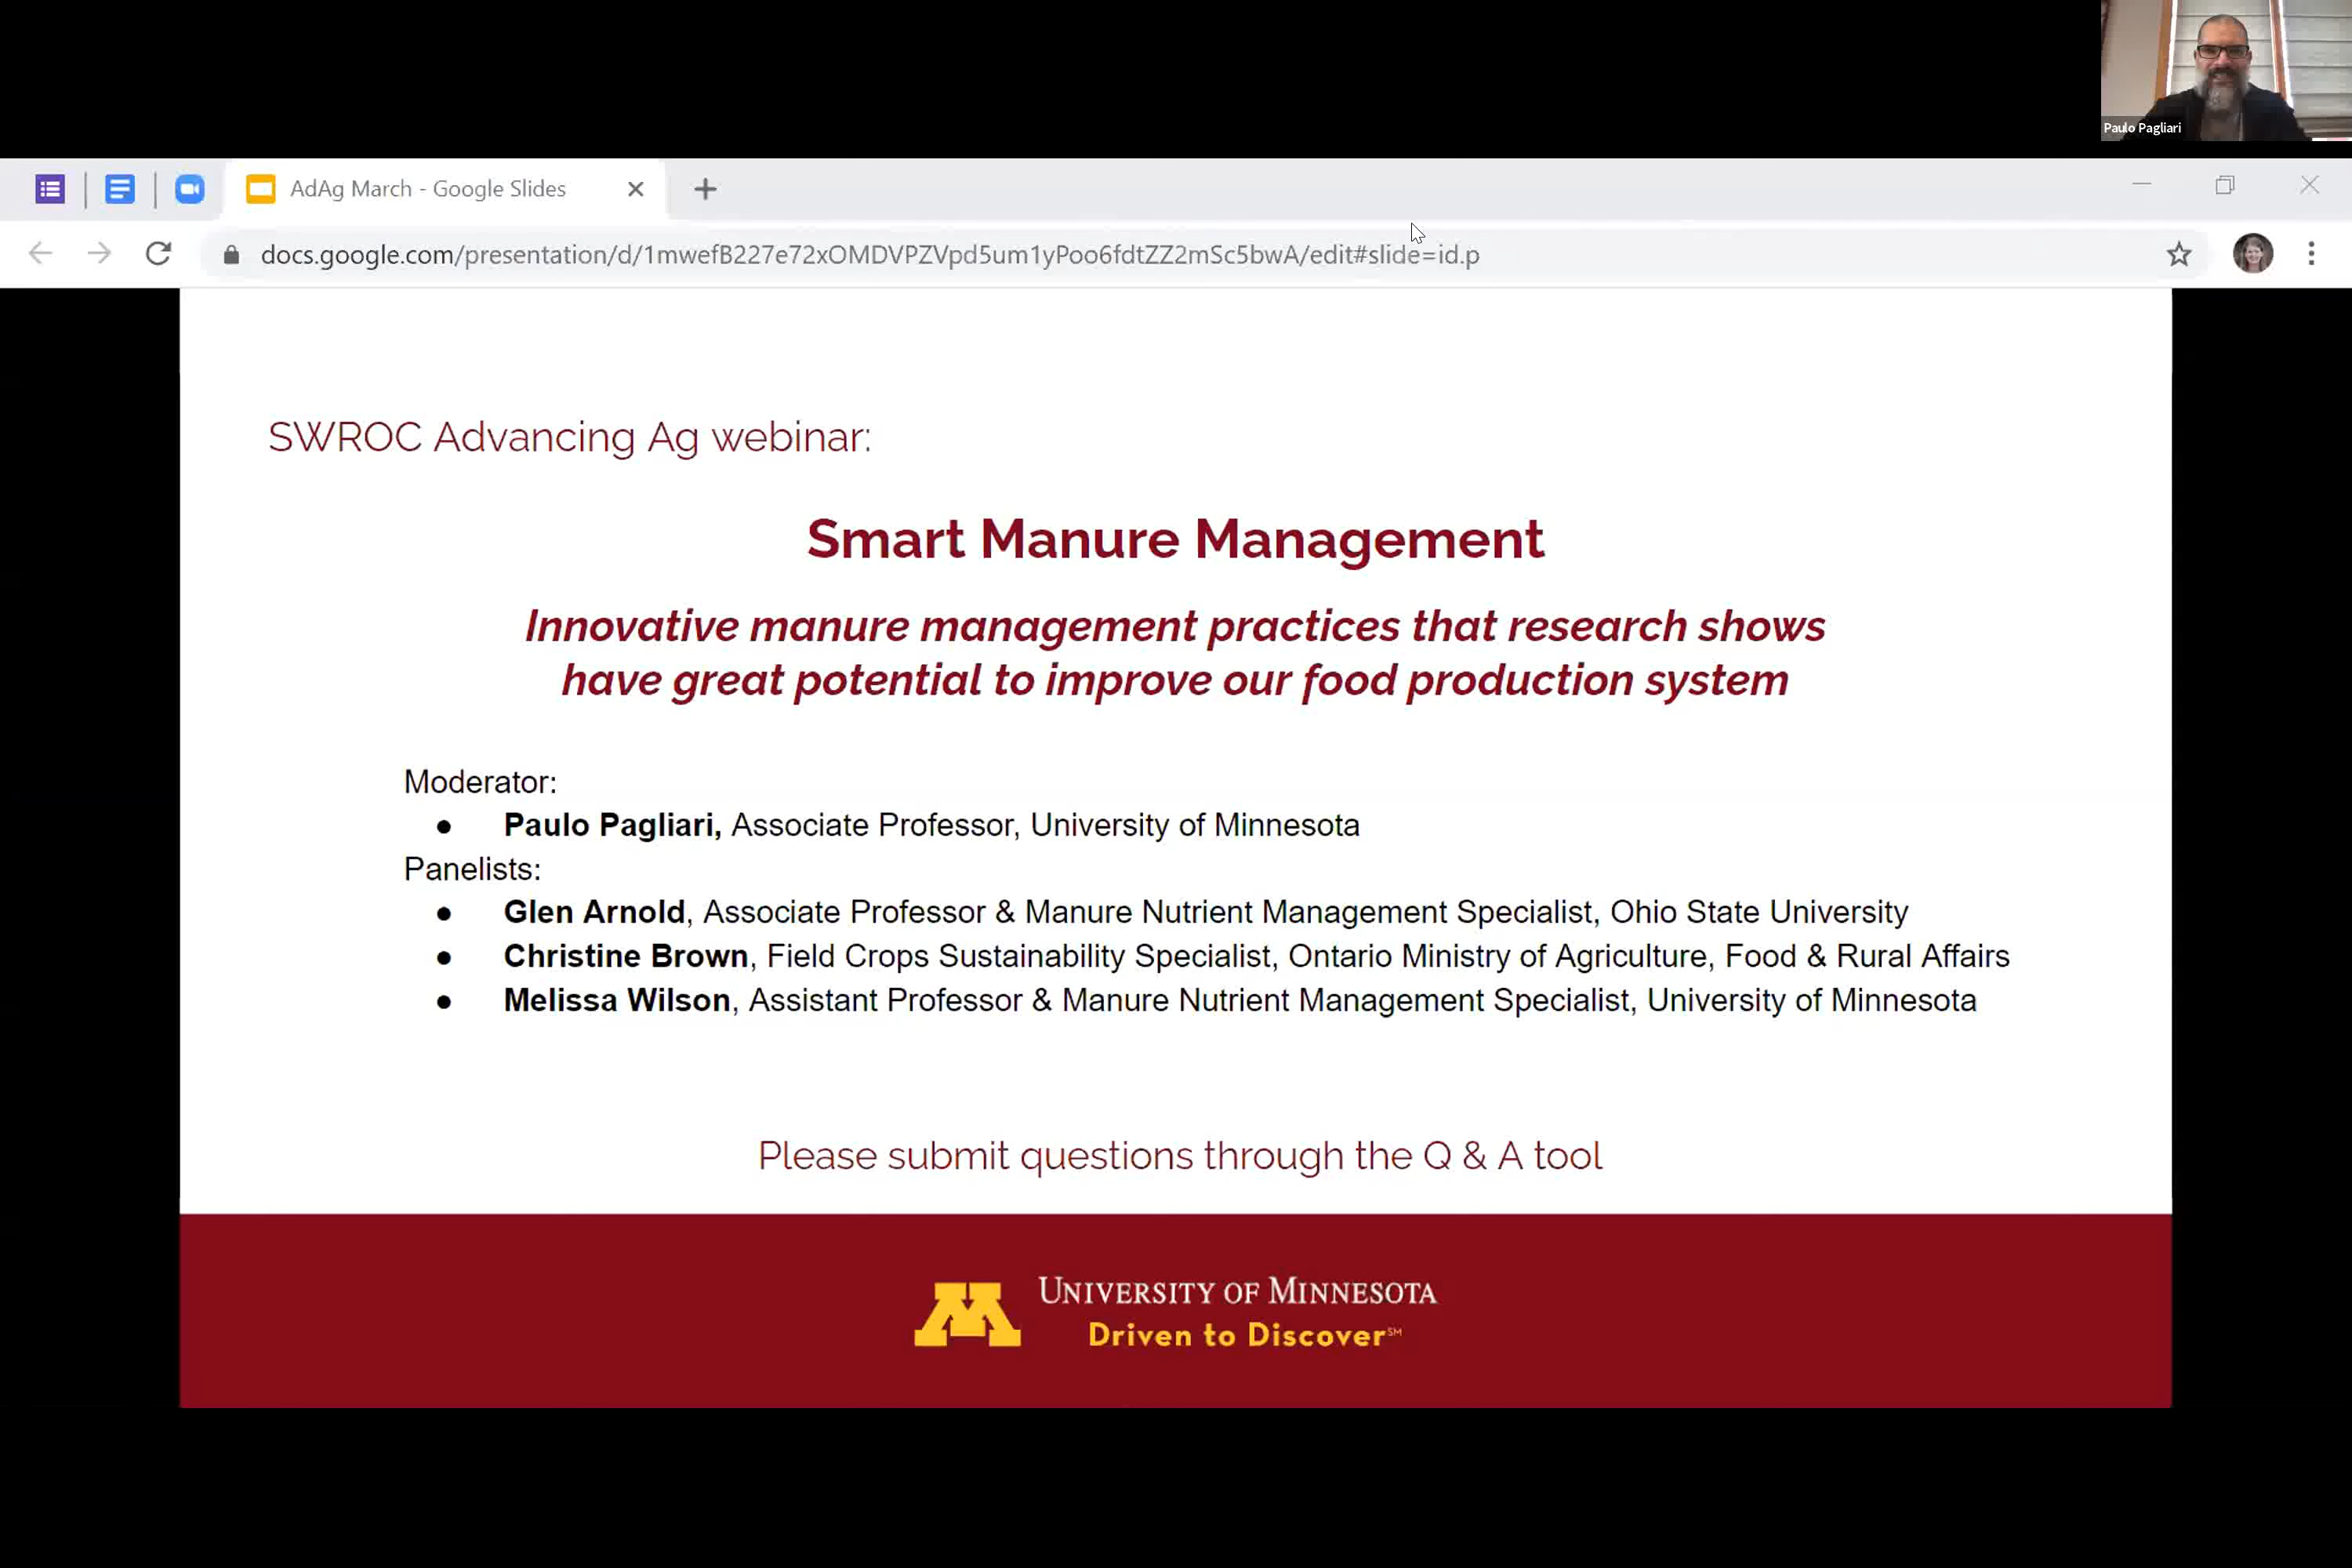 Paulo Pagliari
AdAg March - Google Slides
docs.google.com/presentation/d/1mwefB227e72xOMDVPZVpd5um1yPoo6fdtZZ2mSc5bwA/edit#slide=id.p
SWROC Advancing Ag webinar:
Smart Manure Management
Innovative manure management practices that research shows
have great potential to improve our food production system
Moderator:
● Paulo Pagliari, Associate Professor, University of Minnesota
Panelists:
● Glen Arnold, Associate Professor & Manure Nutrient Management Specialist, Ohio State University
● Christine Brown, Field Crops Sustainability Specialist, Ontario Ministry of Agriculture, Food & Rural Affairs
● Melissa Wilson, Assistant Professor & Manure Nutrient Management Specialist, University of Minnesota
Please submit questions through the Q & A tool
M
UNIVERSITY OF MINNESOTA
Driven to Discover℠